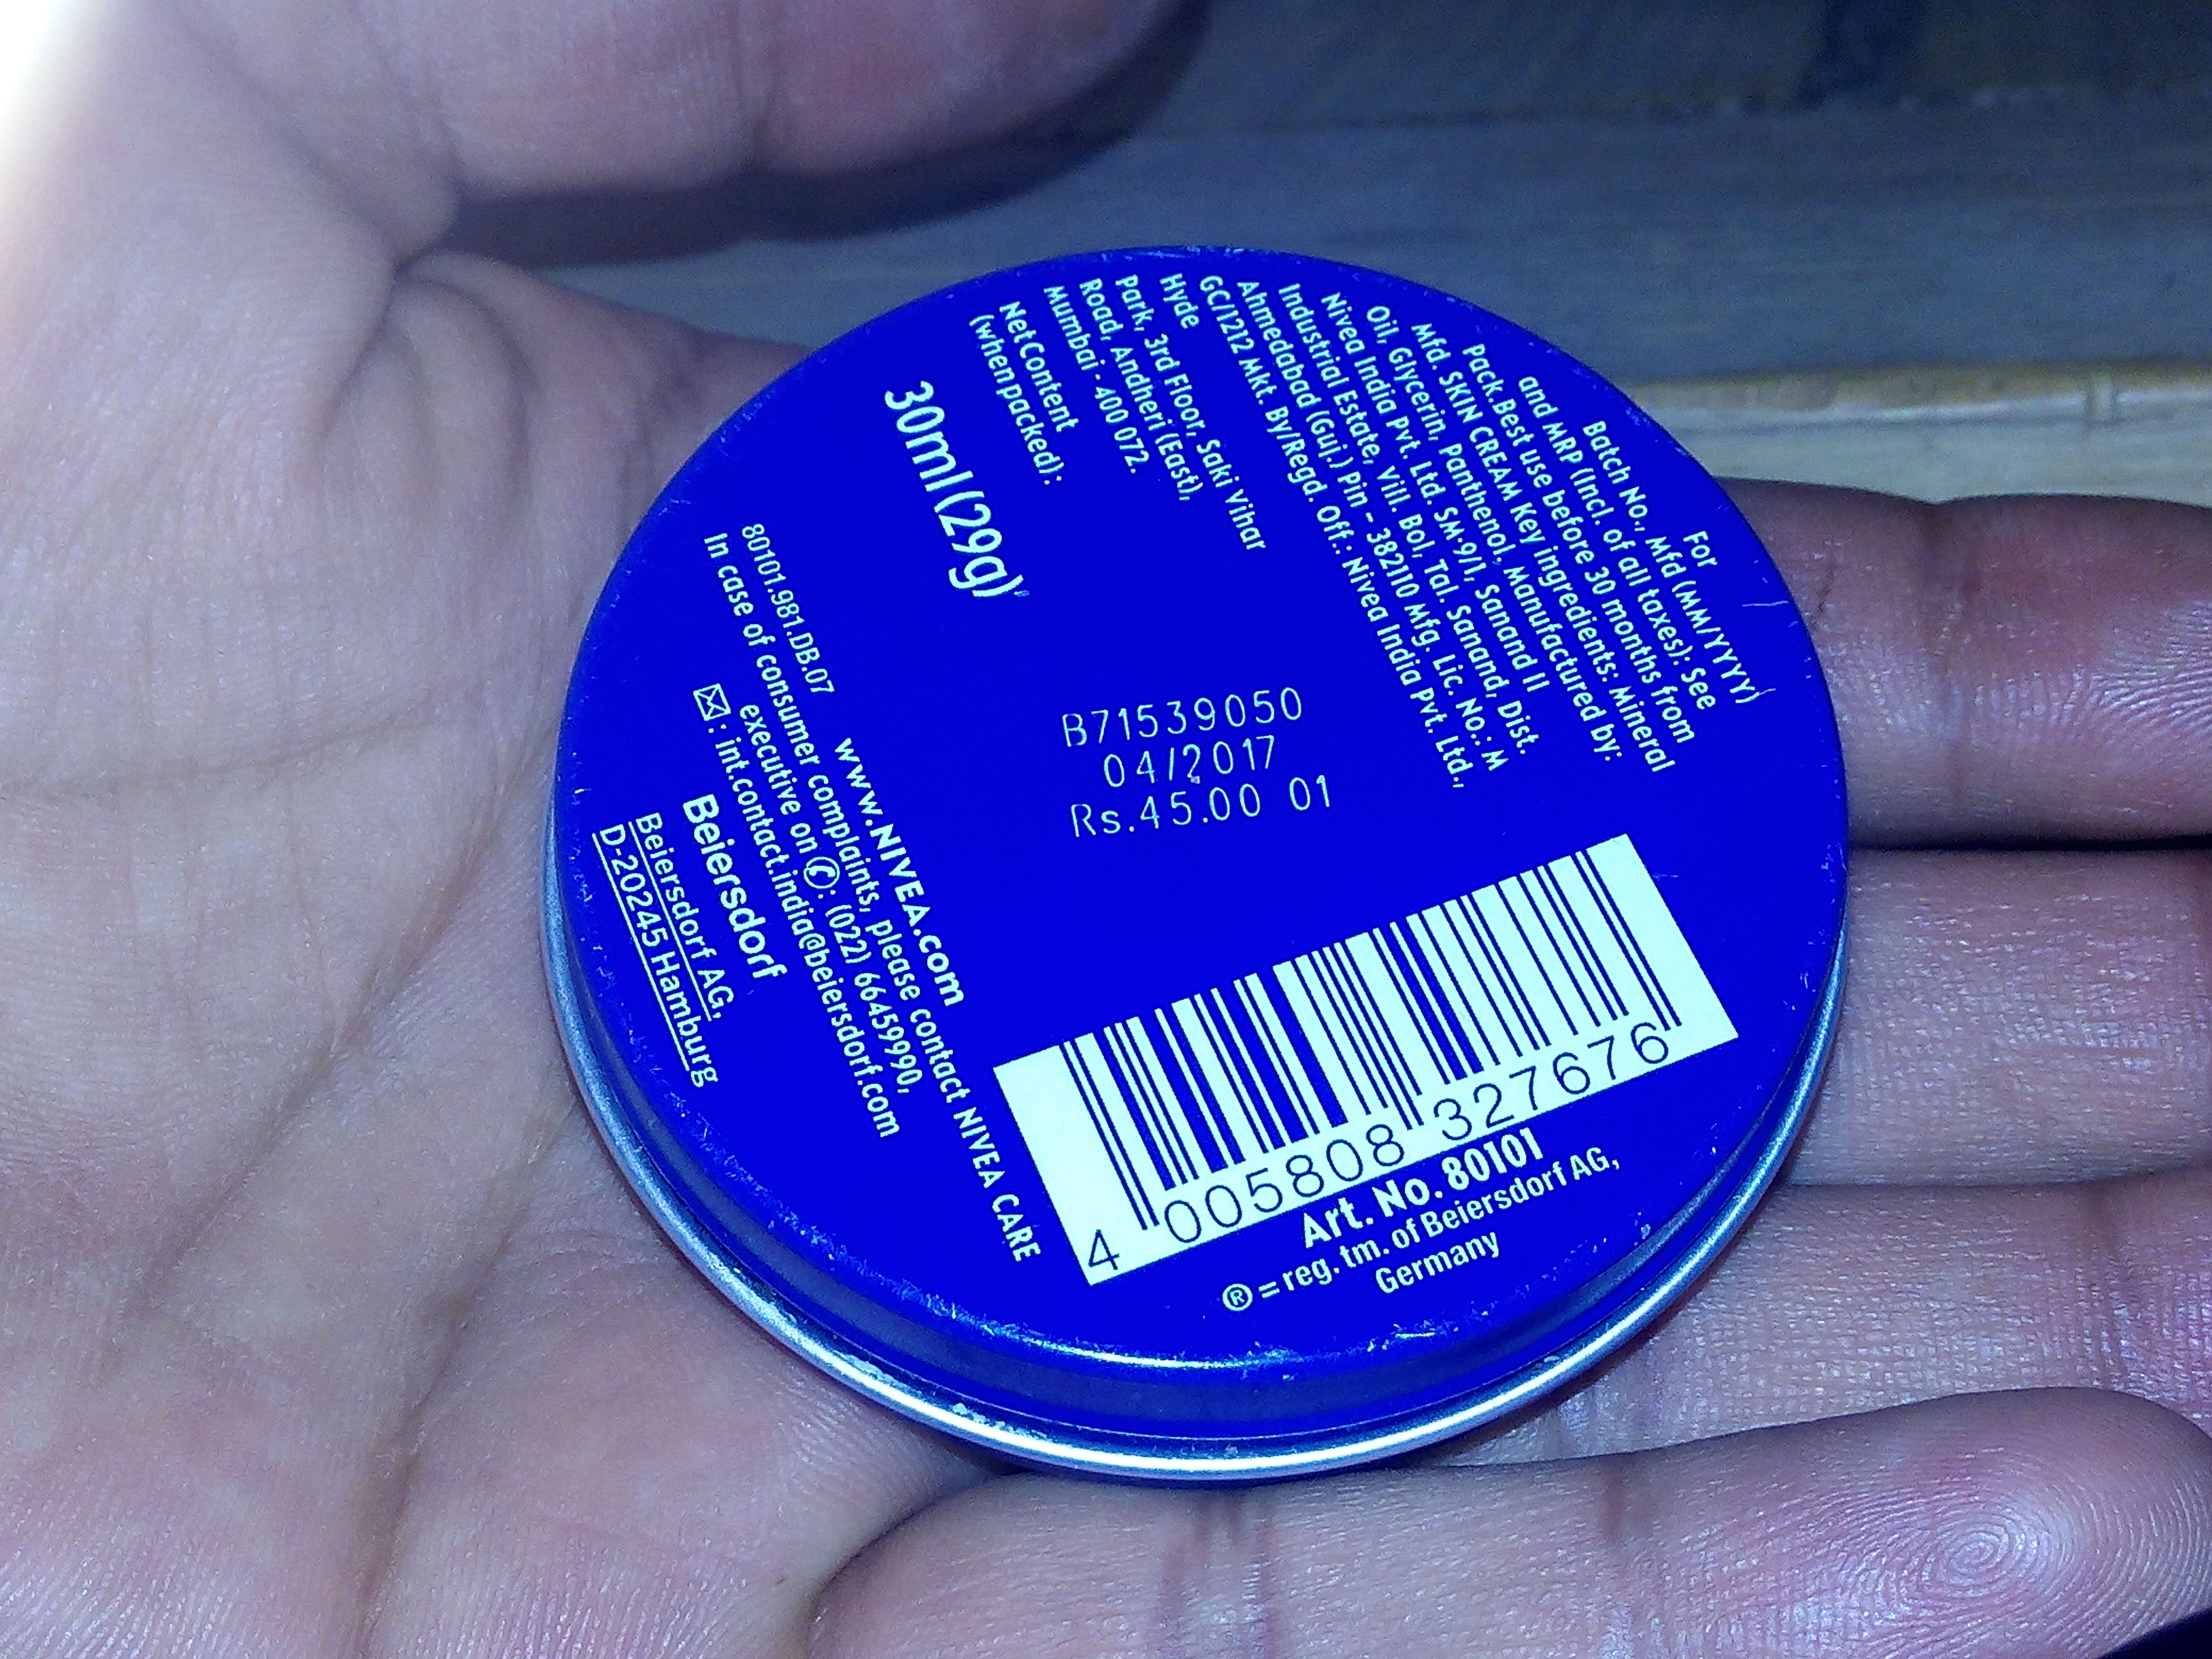 For
Batch No., Mfd (MM/YYYY)
and MRP (Incl. of all taxes): See
Pack.Best use before 30 months from
Mfd. SKIN CREAM Key ingredients: Mineral
Oil, Glycerin, Panthenol, Manufactured by:
Nivea India Pvt. Ltd. SM-9/1, Sanand II
Industrial Estate, Vill. Bol, Tal. Sanand, Dist.
Ahmedabad (Guj.) Pin - 382110 Mfg. Lic. No.: M
GC/1212 Mkt. By/Regd. Off.: Nivea India Pvt. Ltd.,
Hyde
Park, 3rd Floor, Saki Vihar
Road, Andheri (East),
Mumbai - 400 072.
Net Content
(when packed):
30ml(29g)
B71539050
04/2017
Rs.45.00 01
80101.981.DB.07
www.NIVEA.com
In case of consumer complaints, please contact NIVEA CARE
executive on ✆: (022) 66459990,
✉: int.contact.india@beiersdorf.com
Beiersdorf
Beiersdorf AG,
D-20245 Hamburg
4 005808 327676
Art. No. 80101
® = reg. tm. of Beiersdorf AG,
Germany